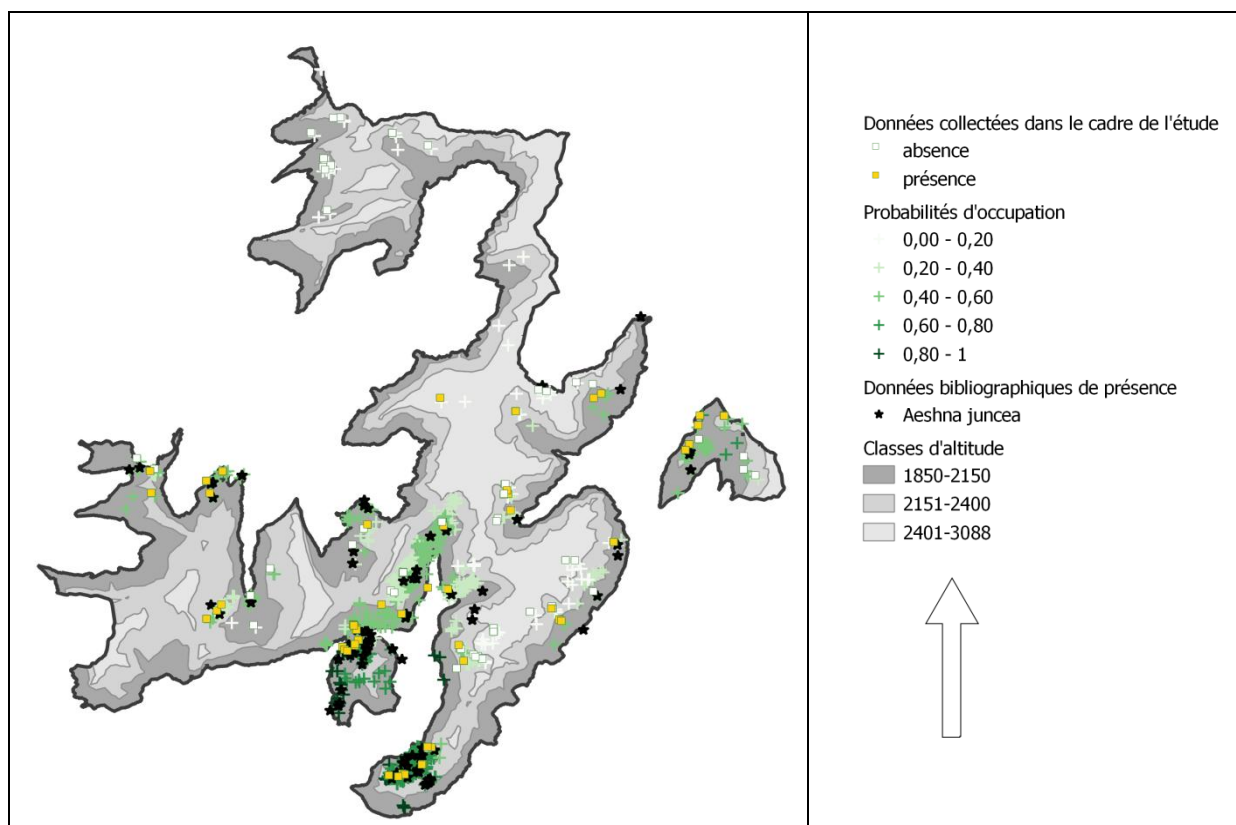 Données collectées dans le cadre de l'étude
absence
présence
Probabilités d'occupation
0,00 - 0,20
0,20 - 0,40
0,40 - 0,60
0,60 - 0,80
0,80 - 1
Données bibliographiques de présence
Aeshna juncea
Classes d'altitude
1850-2150
2151-2400
2401-3088